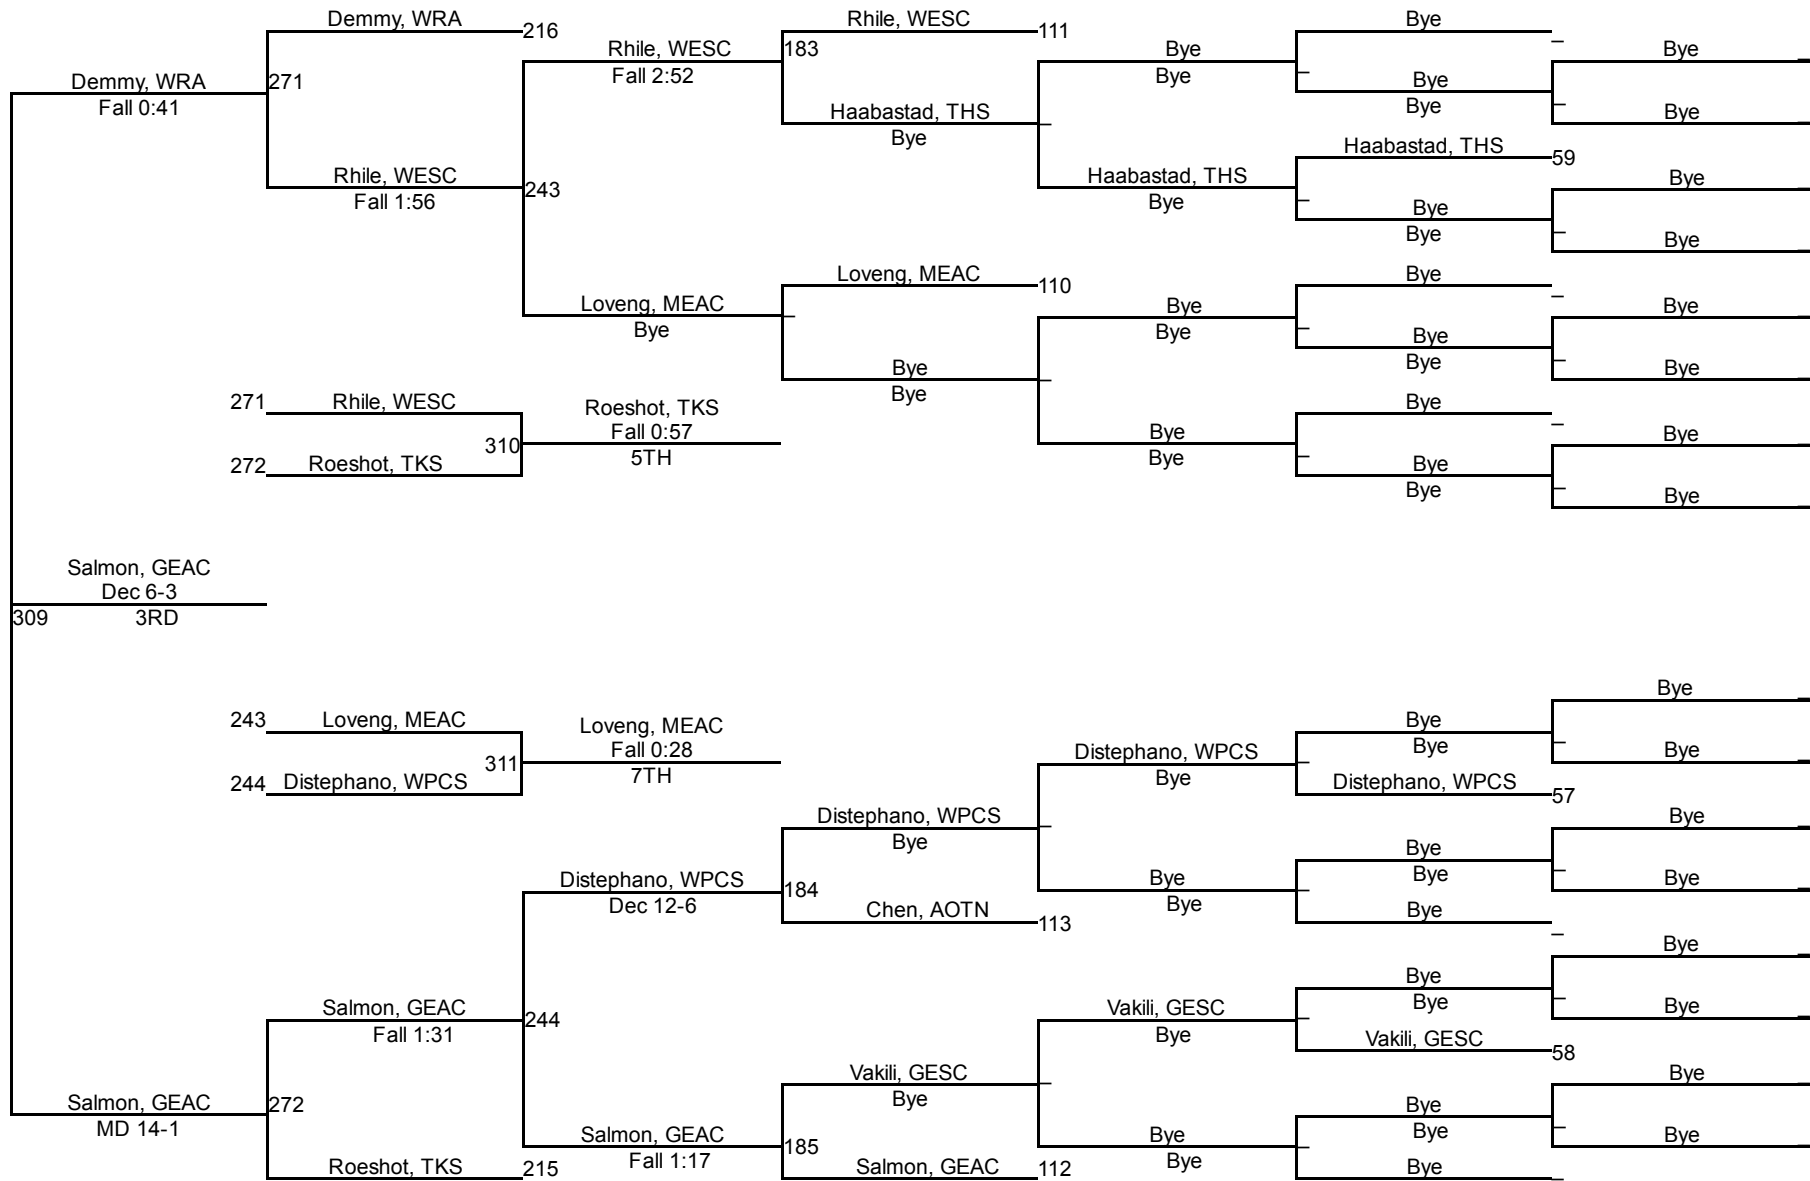 Demmy, WRA
216
Rhile, WESC
111
Bye
Rhile, WESC
183
Bye
Bye
Demmy, WRA
271
Fall 2:52
Bye
Bye
Fall 0:41
Haabastad, THS
Bye
Bye
Bye
Haabastad, THS
59
Rhile, WESC
243
Haabastad, THS
Bye
Fall 1:56
Bye
Bye
Bye
Bye
Loveng, MEAC
110
Bye
Loveng, MEAC
Bye
Bye
Bye
Bye
Bye
Bye
Bye
Bye
Bye
271
Rhile, WESC
Roeshot, TKS
Bye
Bye
310
Fall 0:57
Bye
Bye
272
Roeshot, TKS
5TH
Bye
Bye
Bye
Bye
Salmon, GEAC
Dec 6-3
309
3RD
Bye
243
Loveng, MEAC
Loveng, MEAC
Bye
311
Fall 0:28
Distephano, WPCS
Bye
Bye
244
Distephano, WPCS
7TH
Bye
Distephano, WPCS
57
Distephano, WPCS
Bye
Bye
Bye
Distephano, WPCS
184
Bye
Bye
Bye
Dec 12-6
Chen, AOTN
113
Bye
Bye
Bye
Salmon, GEAC
244
Vakili, GESC
Bye
Bye
Fall 1:31
Bye
Bye
Vakili, GESC
58
Vakili, GESC
Bye
Salmon, GEAC
272
Bye
Bye
MD 14-1
Salmon, GEAC
185
Bye
Bye
Bye
Roeshot, TKS
215
Fall 1:17
Salmon, GEAC
112
Bye
Bye